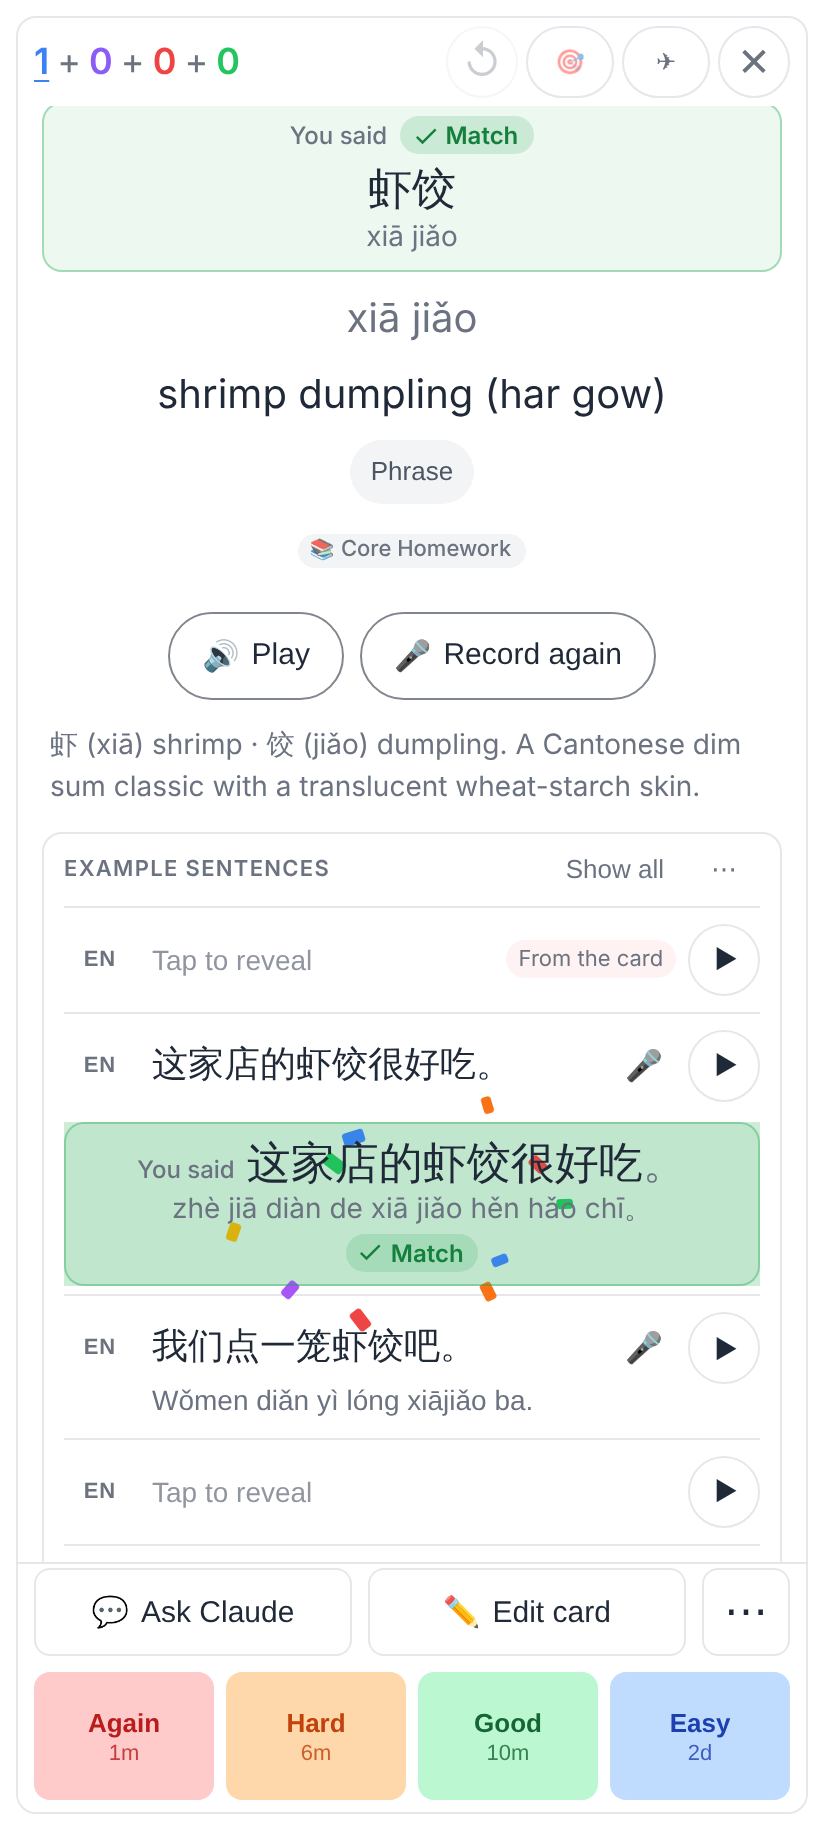 1 + 0 + 0 + 0
You said ✓ Match
虾饺
xiā jiǎo
xiā jiǎo
shrimp dumpling (har gow)
Phrase
📚 Core Homework
🔊 Play
🎤 Record again
虾 (xiā) shrimp · 饺 (jiǎo) dumpling. A Cantonese dim
sum classic with a translucent wheat-starch skin.
EXAMPLE SENTENCES Show all ⋯
EN Tap to reveal From the card
EN 这家店的虾饺很好吃。
You said 这家店的虾饺很好吃。
zhè jiā diàn de xiā jiǎo hěn hǎo chī。
✓ Match
EN 我们点一笼虾饺吧。
Wǒmen diǎn yì lóng xiājiǎo ba.
EN Tap to reveal
💬 Ask Claude
✏️ Edit card
⋯
Again
1m
Hard
6m
Good
10m
Easy
2d